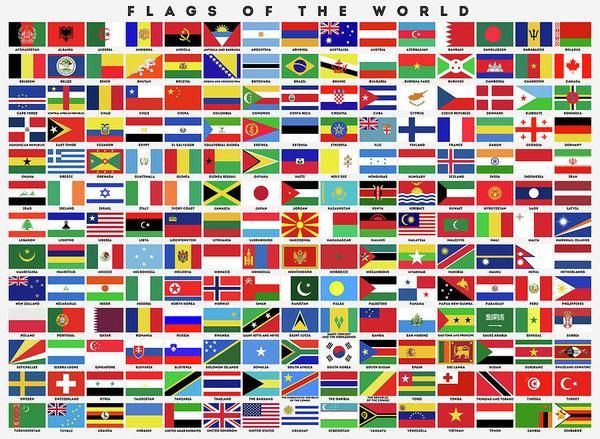 FLAGS OF THE WORLD
AFGHANISTAN ALBANIA ALGERIA ANDORRA ANGOLA ANTIGUA AND BARBUDA ARGENTINA ARMENIA AUSTRALIA AUSTRIA AZERBAIJAN BAHRAIN BANGLADESH BARBADOS BELARUS
BELGIUM BELIZE BENIN BHUTAN BOLIVIA BOSNIA AND HERZEGOVINA BOTSWANA BRAZIL BRUNEI BULGARIA BURKINA FASO BURUNDI CAMBODIA CAMEROON CANADA
CAPE VERDE CENTRAL AFRICAN REPUBLIC CHAD CHILE CHINA COLOMBIA COMOROS COSTA RICA CROATIA CUBA CYPRUS CZECH REPUBLIC DENMARK DJIBOUTI DOMINICA
DOMINICAN REPUBLIC EAST TIMOR ECUADOR EGYPT EL SALVADOR EQUATORIAL GUINEA ERITREA ESTONIA ETHIOPIA FIJI FINLAND FRANCE GABON GEORGIA GERMANY
GHANA GREECE GRENADA GUATEMALA GUINEA GUINEA BISSAU GUYANA HAITI HOLY SEE HONDURAS HUNGARY ICELAND INDIA INDONESIA IRAN
IRAQ IRELAND ISRAEL ITALY IVORY COAST JAMAICA JAPAN JORDAN KAZAKHSTAN KENYA KIRIBATI KUWAIT KYRGYZSTAN LAOS LATVIA
LEBANON LESOTHO LIBERIA LIBYA LIECHTENSTEIN LITHUANIA LUXEMBOURG MACEDONIA MADAGASCAR MALAWI MALAYSIA MALDIVES MALI MALTA MARSHALL ISLANDS
MAURITANIA MAURITIUS MEXICO MICRONESIA MOLDOVA MONACO MONGOLIA MONTENEGRO MOROCCO MOZAMBIQUE MYANMAR NAMIBIA NAURU NEPAL NETHERLANDS
NEW ZEALAND NICARAGUA NIGER NIGERIA NORTH KOREA NORWAY OMAN PAKISTAN PALAU PALESTINE PANAMA PAPUA NEW GUINEA PARAGUAY PERU PHILIPPINES
POLAND PORTUGAL QATAR ROMANIA RUSSIA RWANDA SAINT KITTS AND NEVIS SAINT LUCIA SAINT VINCENT AND THE GRENADINES SAMOA SAN MARINO SAO TOME AND PRINCIPE SAUDI ARABIA SENEGAL SERBIA
SEYCHELLES SIERRA LEONE SINGAPORE SLOVAKIA SLOVENIA SOLOMON ISLANDS SOMALIA SOUTH AFRICA SOUTH KOREA SOUTH SUDAN SPAIN SRI LANKA SUDAN SURINAME
SWEDEN SWITZERLAND SYRIA TAJIKISTAN TANZANIA THAILAND THE BAHAMAS THE DEMOCRATIC REPUBLIC OF THE CONGO THE GAMBIA THE REPUBLIC OF THE CONGO TOGO TONGA TRINIDAD AND TOBAGO TUNISIA TURKEY
TURKMENISTAN TUVALU UGANDA UKRAINE UNITED ARAB EMIRATES UNITED KINGDOM UNITED STATES URUGUAY UZBEKISTAN VANUATU VENEZUELA VIETNAM YEMEN ZAMBIA ZIMBABWE